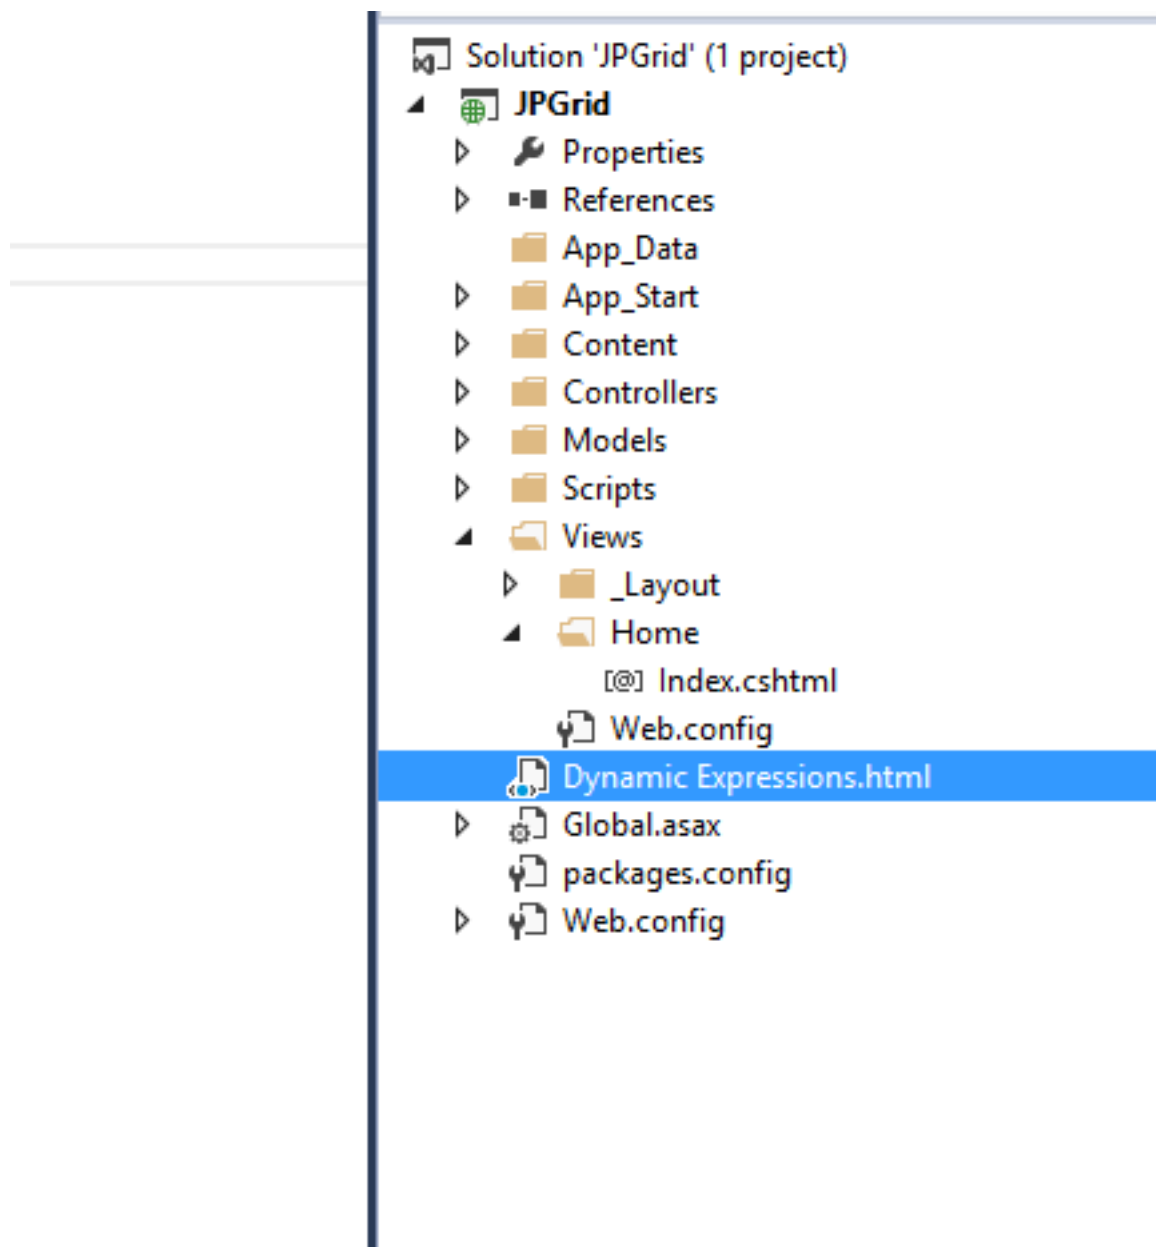 Solution 'JPGrid' (1 project)
JPGrid
Properties
References
App_Data
App_Start
Content
Controllers
Models
Scripts
Views
_Layout
Home
[@] Index.cshtml
Web.config
Dynamic Expressions.html
Global.asax
packages.config
Web.config